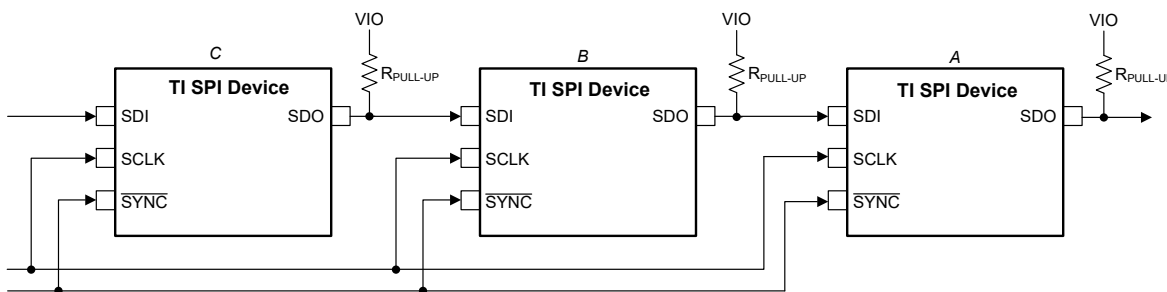 VIO
VIO
VIO
C
B
A
TI SPI Device
RPULL-UP
TI SPI Device
RPULL-UP
TI SPI Device
RPULL-U
SDI
SDO
SDI
SDO
SDI
SDO
SCLK
SCLK
SCLK
SYNC
SYNC
SYNC